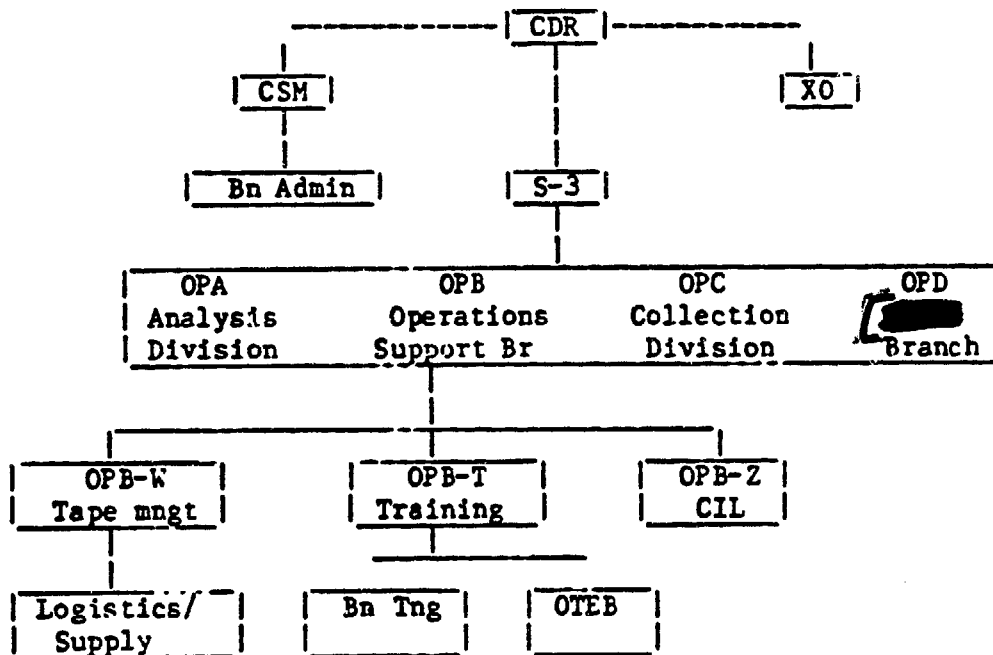 CDR
CSM
XO
Bn Admin
S-3
OPA OPB OPC OPD
Analysis Operations Collection
Division Support Br Division Branch
OPB-W OPB-T OPB-Z
Tape mngt Training CIL
Logistics/ Bn Tng OTEB
Supply